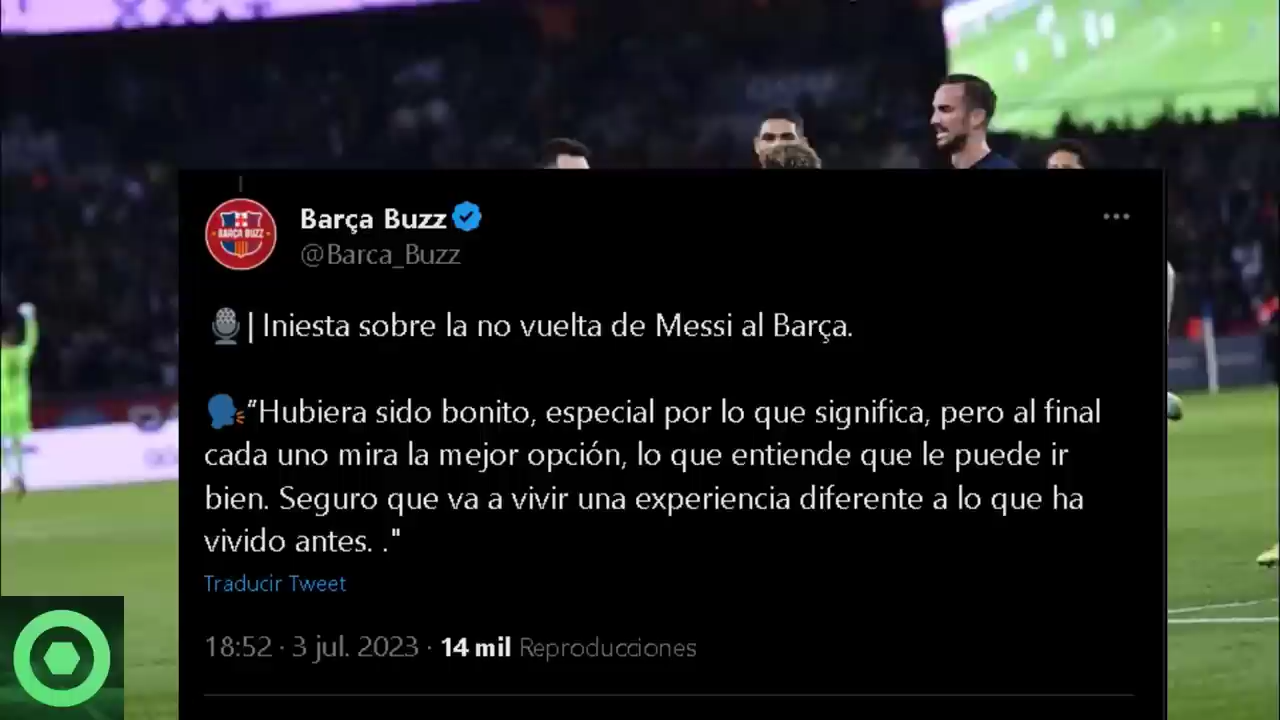 BARÇA BUZZ
Barça Buzz
@Barca_Buzz
🎙| Iniesta sobre la no vuelta de Messi al Barça.
🗣“Hubiera sido bonito, especial por lo que significa, pero al final
cada uno mira la mejor opción, lo que entiende que le puede ir
bien. Seguro que va a vivir una experiencia diferente a lo que ha
vivido antes. ."
Traducir Tweet
18:52 · 3 jul. 2023 · 14 mil Reproducciones